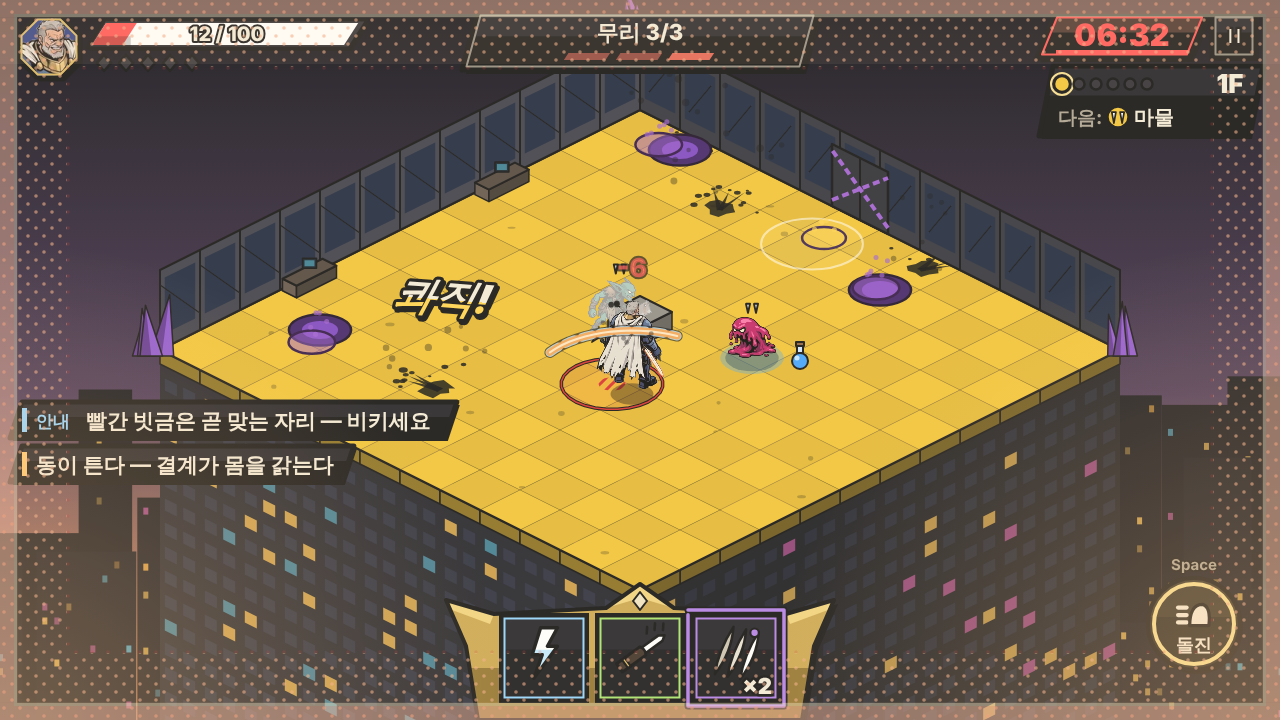 12 / 100
무리 3/3
06:32
1F
다음: 마물
-6
콰직!
안내 빨간 빗금은 곧 맞는 자리 — 비키세요
동이 튼다 — 결계가 몸을 갉는다
Space
돌진
×2